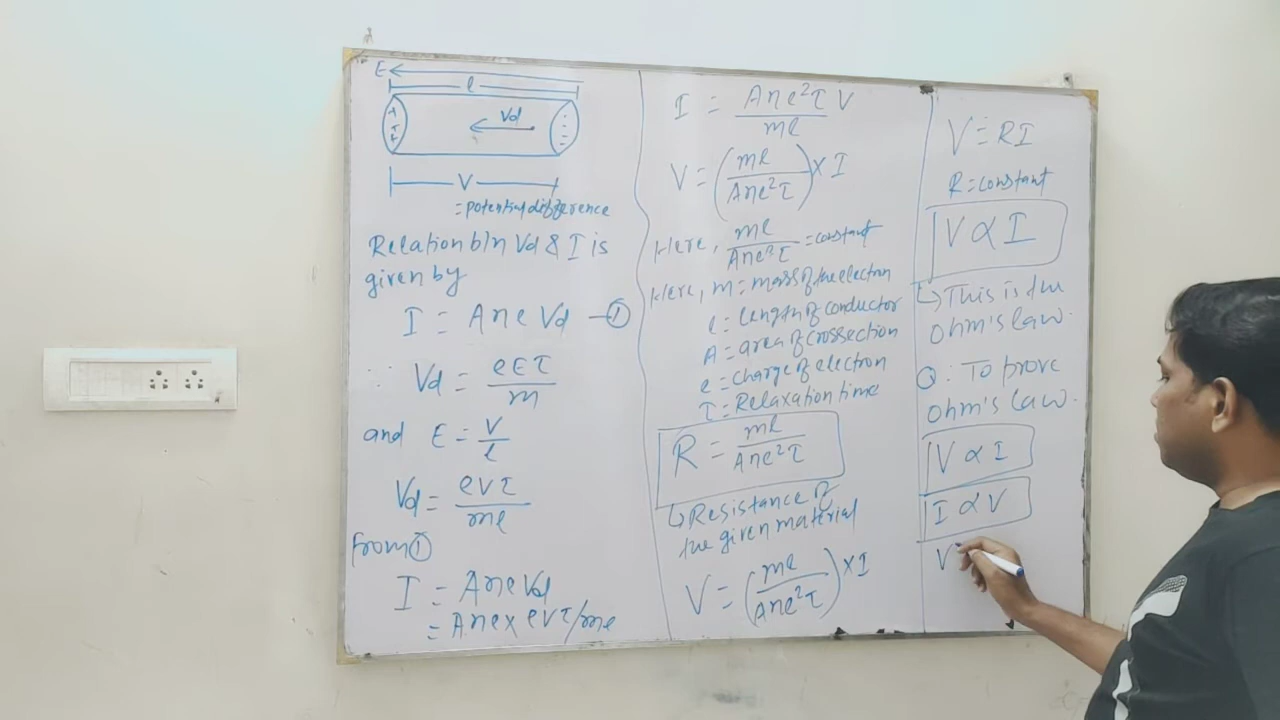 E
l
Vd
V
= potential difference
Relation b/n Vd & I is
given by
I = Ane Vd — ①
∵ Vd = eEτ/m
and E = V/l
Vd = eVτ/ml
From ①
I = AneVd
= Ane x eVτ/ml
I = Ane²τ V/ml
V = (ml/Ane²τ) x I
Here, ml/Ane²τ = constant
Here, m = mass of the electron
l = length of conductor
A = area of crossection
e = charge of electron
τ = Relaxation time
R = ml/Ane²τ
↳ Resistance of
the given material
V = (ml/Ane²τ) x I
V = RI
R = constant
V ∝ I
↳ This is the
ohm's law.
Q: To prove
ohm's law.
V ∝ I
I ∝ V
V